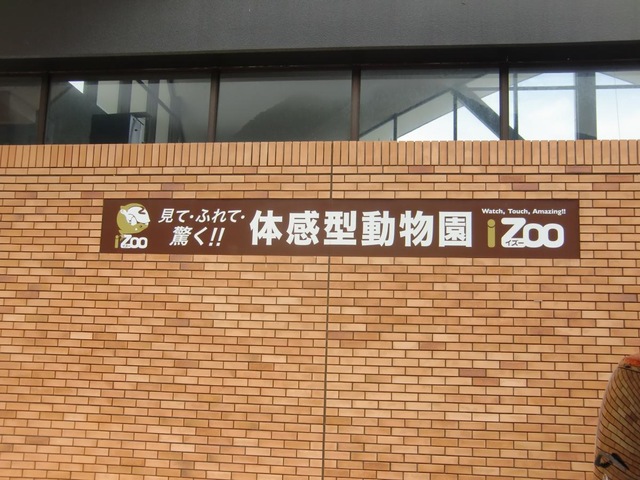 iZoo
見て・ふれて・
驚く!!
体感型動物園
Watch, Touch, Amazing!!
iZoo
イズー